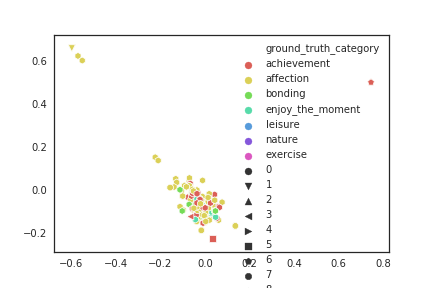 0.6
0.4
0.2
0.0
−0.2
−0.6
−0.4
−0.2
0.0
0.2
0.4
0.6
0.8
ground_truth_category
achievement
affection
bonding
enjoy_the_moment
leisure
nature
exercise
0
1
2
3
4
5
6
7